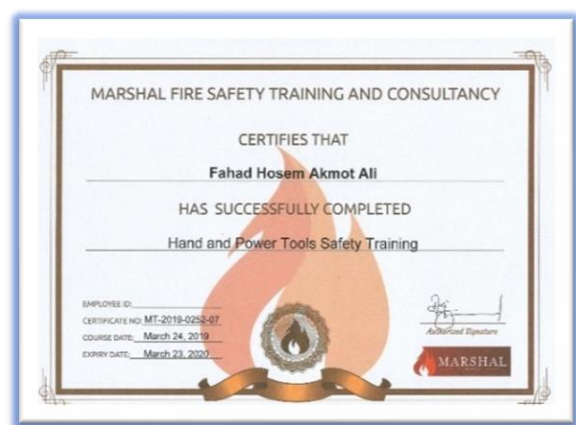 MARSHAL FIRE SAFETY TRAINING AND CONSULTANCY
CERTIFIES THAT
Fahad Hosem Akmot Ali
HAS SUCCESSFULLY COMPLETED
Hand and Power Tools Safety Training
EMPLOYEE ID:
CERTIFICATE NO: MT-2019-0252-07
COURSE DATE: March 24, 2019
EXPIRY DATE: March 23, 2020
Authorized Signature
MARSHAL